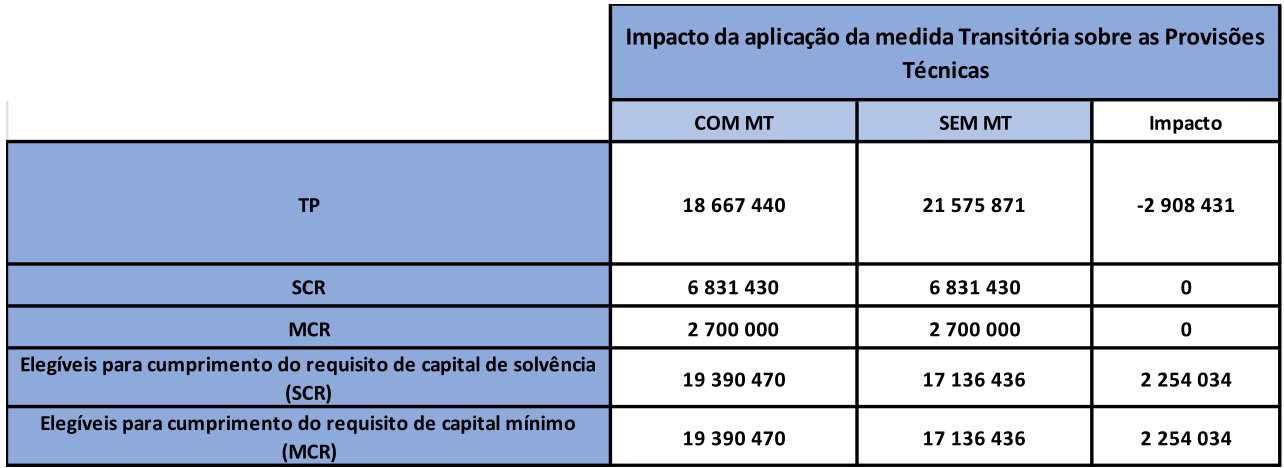 Impacto da aplicação da medida Transitória sobre as Provisões
Técnicas
COM MT SEM MT Impacto
TP 18 667 440 21 575 871 -2 908 431
SCR 6 831 430 6 831 430 0
MCR 2 700 000 2 700 000 0
Elegíveis para cumprimento do requisito de capital de solvência
(SCR) 19 390 470 17 136 436 2 254 034
Elegíveis para cumprimento do requisito de capital mínimo
(MCR) 19 390 470 17 136 436 2 254 034